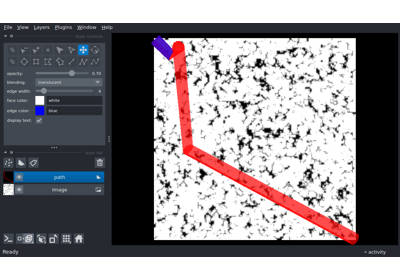 File View Layers Plugins Window Help
opacity: 0.70
blending: translucent
edge width:
face color: white
edge color: blue
display text:
path
Image
Ready
activity